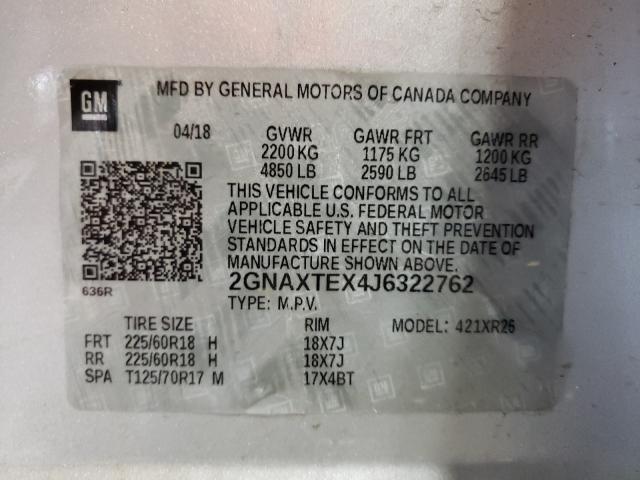 GM
MFD BY GENERAL MOTORS OF CANADA COMPANY
04/18 GVWR GAWR FRT GAWR RR
2200 KG 1175 KG 1200 KG
4850 LB 2590 LB 2645 LB
THIS VEHICLE CONFORMS TO ALL
APPLICABLE U.S. FEDERAL MOTOR
VEHICLE SAFETY AND THEFT PREVENTION
STANDARDS IN EFFECT ON THE DATE OF
MANUFACTURE SHOWN ABOVE.
636R
2GNAXTEX4J6322762
TYPE: M.P.V.
TIRE SIZE RIM MODEL: 421XR26
FRT 225/60R18 H 18X7J
RR 225/60R18 H 18X7J
SPA T125/70R17 M 17X4BT